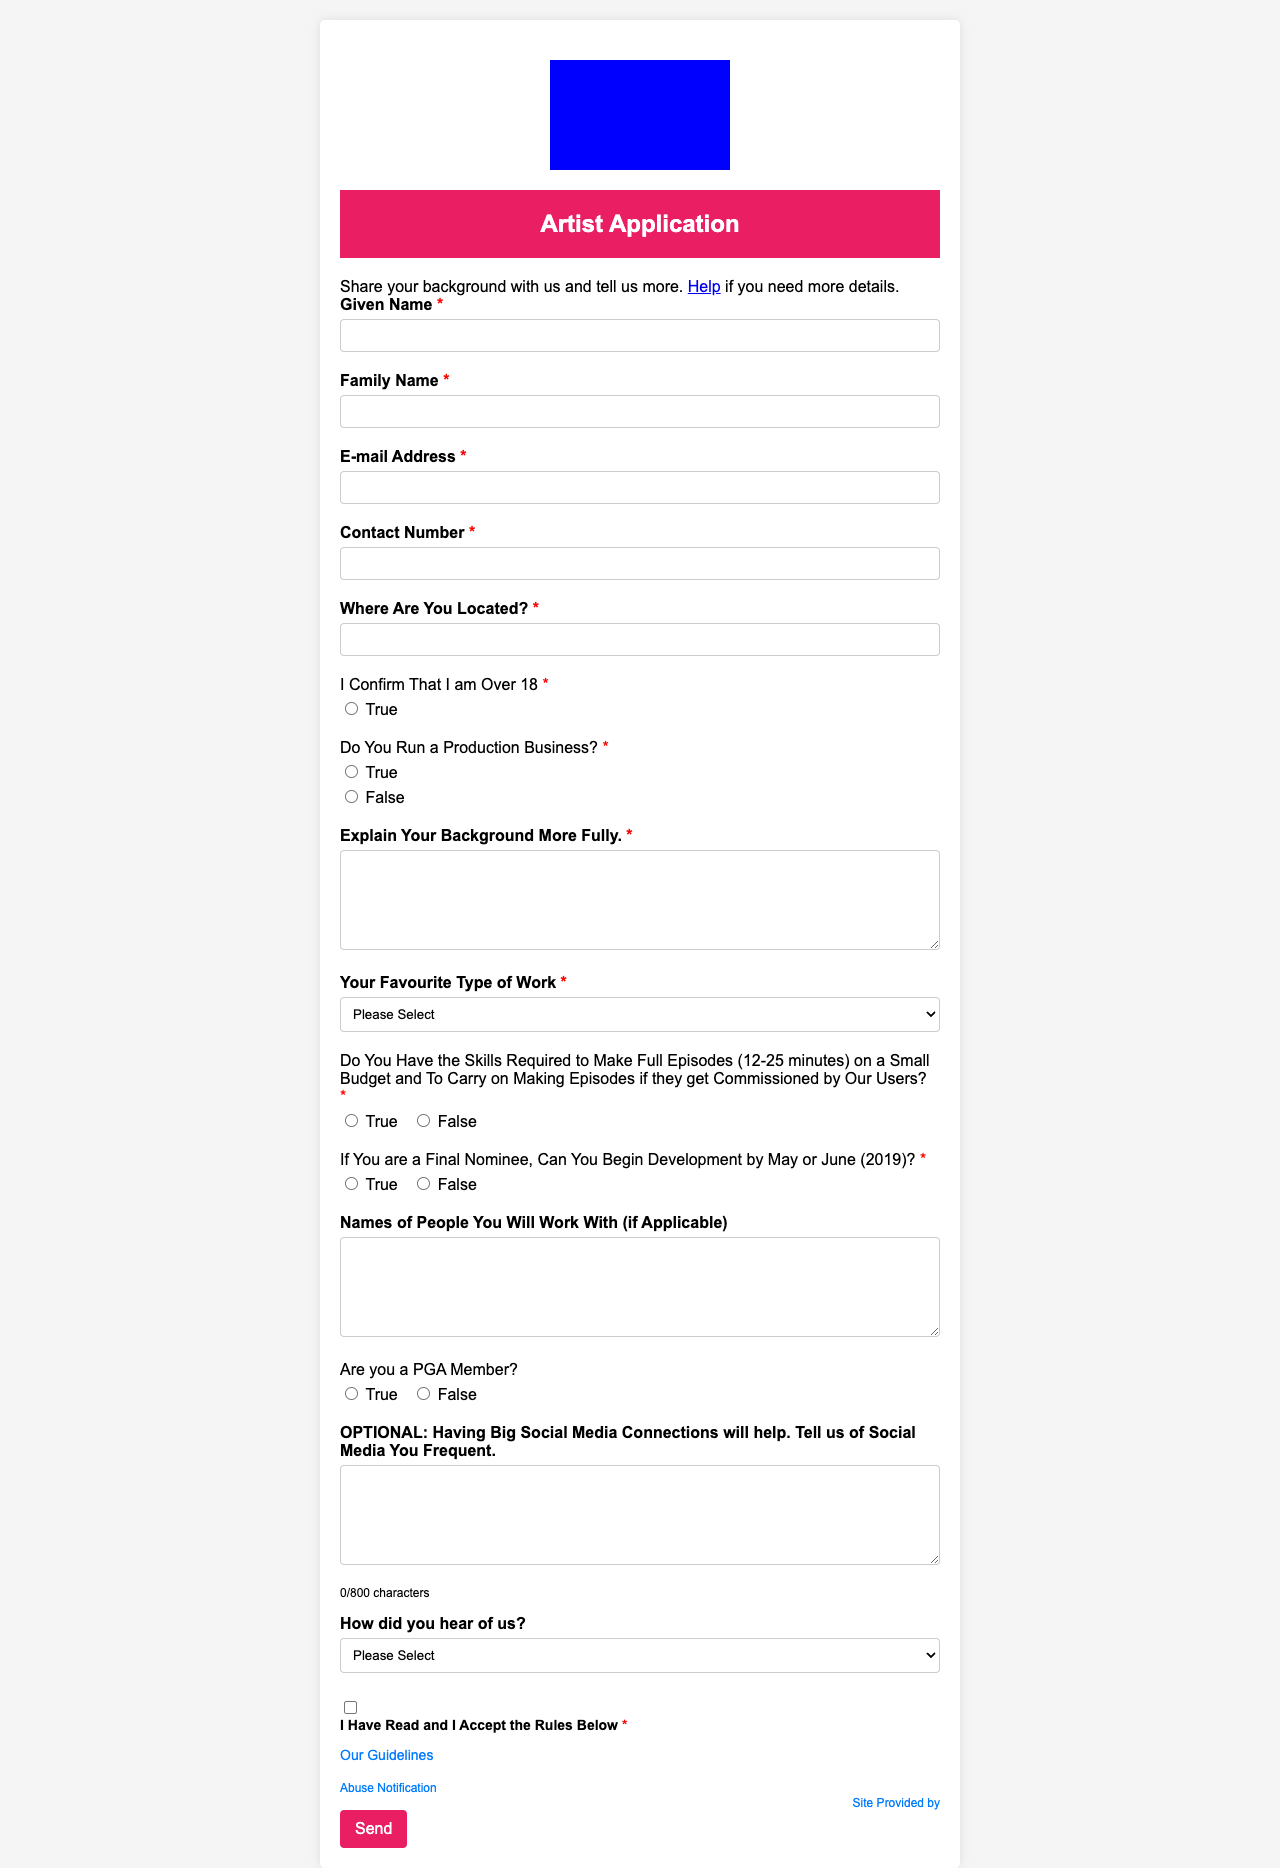 Artist Application
Share your background with us and tell us more. Help if you need more details.
Given Name *
Family Name *
E-mail Address *
Contact Number *
Where Are You Located? *
I Confirm That I am Over 18 *
True
Do You Run a Production Business? *
True
False
Explain Your Background More Fully. *
Your Favourite Type of Work *
Please Select
Do You Have the Skills Required to Make Full Episodes (12-25 minutes) on a Small
Budget and To Carry on Making Episodes if they get Commissioned by Our Users?
*
True False
If You are a Final Nominee, Can You Begin Development by May or June (2019)? *
True False
Names of People You Will Work With (if Applicable)
Are you a PGA Member?
True False
OPTIONAL: Having Big Social Media Connections will help. Tell us of Social
Media You Frequent.
0/800 characters
How did you hear of us?
Please Select
I Have Read and I Accept the Rules Below *
Our Guidelines
Abuse Notification
Site Provided by
Send